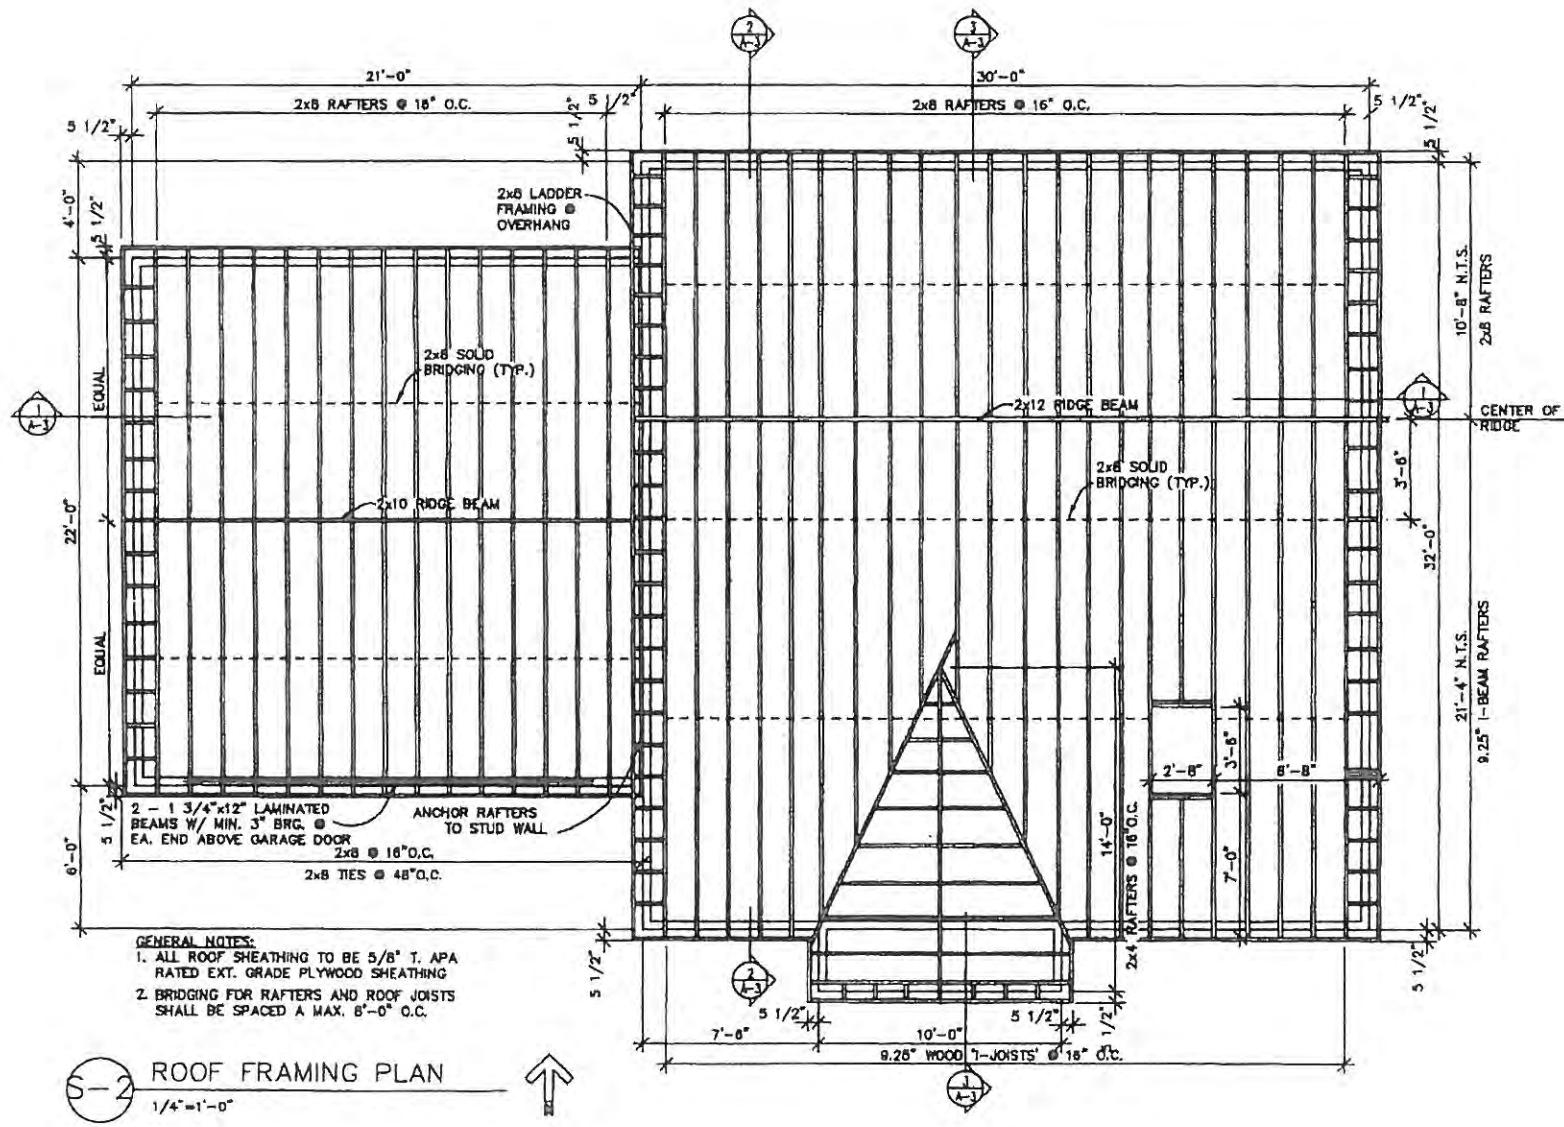 2
A-3
3
A-3
21'-0"
30'-0"
2x8 RAFTERS @ 16" O.C.
5 1/2"
2x8 RAFTERS @ 16" O.C.
5 1/2"
5 1/2"
5 1/2"
5 1/2"
4'-0"
5 1/2"
2x6 LADDER
FRAMING @
OVERHANG
10'-8" N.T.S.
2x8 RAFTERS
EQUAL
2x8 SOLID
BRIDGING (TYP.)
1
A-3
2x12 RIDGE BEAM
1
A-3
CENTER OF
RIDGE
2x8 SOLID
BRIDGING (TYP.)
3'-6"
2x10 RIDGE BEAM
22'-0"
32'-0"
EQUAL
21'-4" N.T.S.
9.25" I-BEAM RAFTERS
2'-8"
3'-6"
6'-8"
2 - 1 3/4"x12" LAMINATED
BEAMS W/ MIN. 3" BRG. @
EA. END ABOVE GARAGE DOOR
ANCHOR RAFTERS
TO STUD WALL
5 1/2"
6'-0"
2x8 @ 16"O.C.
2x8 TIES @ 48"O.C.
14'-0"
2x4 RAFTERS @ 16"O.C.
7'-0"
GENERAL NOTES:
1. ALL ROOF SHEATHING TO BE 5/8" T. APA
RATED EXT. GRADE PLYWOOD SHEATHING
2. BRIDGING FOR RAFTERS AND ROOF JOISTS
SHALL BE SPACED A MAX. 8'-0" O.C.
5 1/2"
2
A-3
5 1/2"
5 1/2"
5 1/2"
1/2"
7'-6"
10'-0"
9.25" WOOD 'I-JOISTS' @ 16" O.C.
3
A-3
S-2
ROOF FRAMING PLAN
1/4"=1'-0"